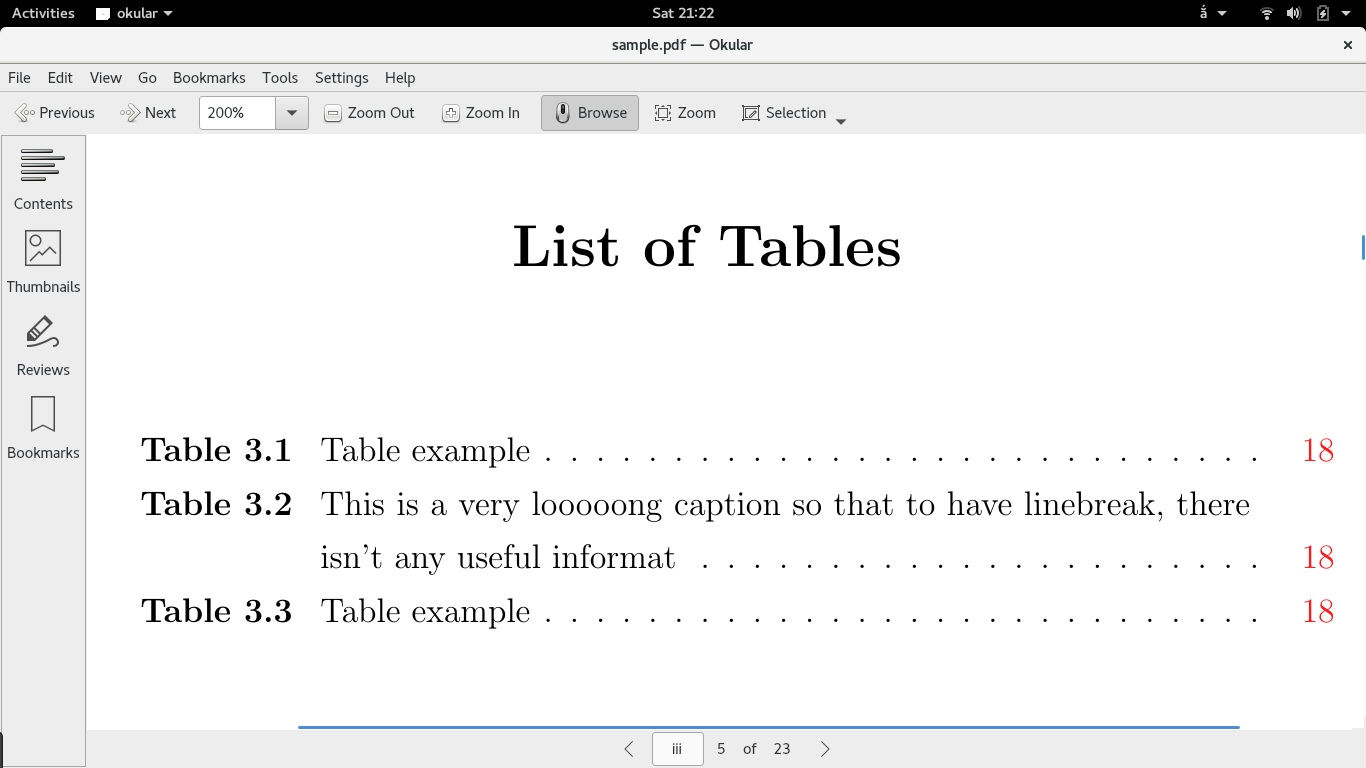 Activities okular Sat 21:22 ǎ
sample.pdf — Okular
File Edit View Go Bookmarks Tools Settings Help
Previous Next 200% Zoom Out Zoom In Browse Zoom Selection
Contents
Thumbnails
Reviews
Bookmarks
List of Tables
Table 3.1 Table example . . . . . . . . . . . . . . . . . . . . . . . . . . . . 18
Table 3.2 This is a very looooong caption so that to have linebreak, there
isn't any useful informat . . . . . . . . . . . . . . . . . . . . . . 18
Table 3.3 Table example . . . . . . . . . . . . . . . . . . . . . . . . . . . . 18
iii 5 of 23